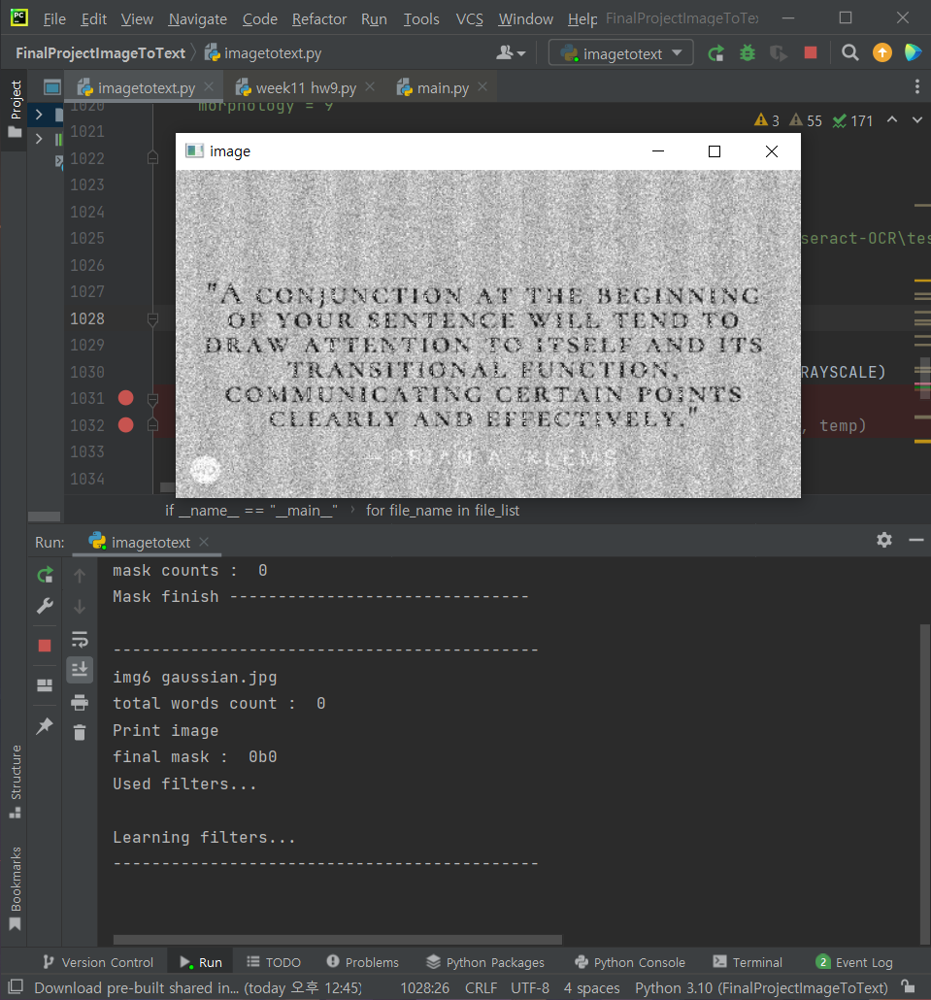 File Edit View Navigate Code Refactor Run Tools VCS Window Help FinalProjectImageToTex
FinalProjectImageToText imagetotext.py imagetotext
Project
imagetotext.py week11 hw9.py main.py
1020 morphology = 9
3 55 171
1021
1022
1023
1024
1025 seract-OCR\tes
1026
1027
1028
1029
1030 RAYSCALE)
1031
1032 , temp)
1033
1034
image
"A CONJUNCTION AT THE BEGINNING
OF YOUR SENTENCE WILL TEND TO
DRAW ATTENTION TO ITSELF AND ITS
TRANSITIONAL FUNCTION,
COMMUNICATING CERTAIN POINTS
CLEARLY AND EFFECTIVELY."
—BRIAN A. KLEMS
if __name__ == "__main__" › for file_name in file_list
Run: imagetotext
mask counts :  0
Mask finish -------------------------------
--------------------------------------------
img6 gaussian.jpg
total words count :  0
Print image
final mask :  0b0
Used filters...
Learning filters...
--------------------------------------------
Structure
Bookmarks
Version Control Run TODO Problems Python Packages Python Console Terminal 2 Event Log
Download pre-built shared in... (today 오후 12:45) 1028:26 CRLF UTF-8 4 spaces Python 3.10 (FinalProjectImageToText)